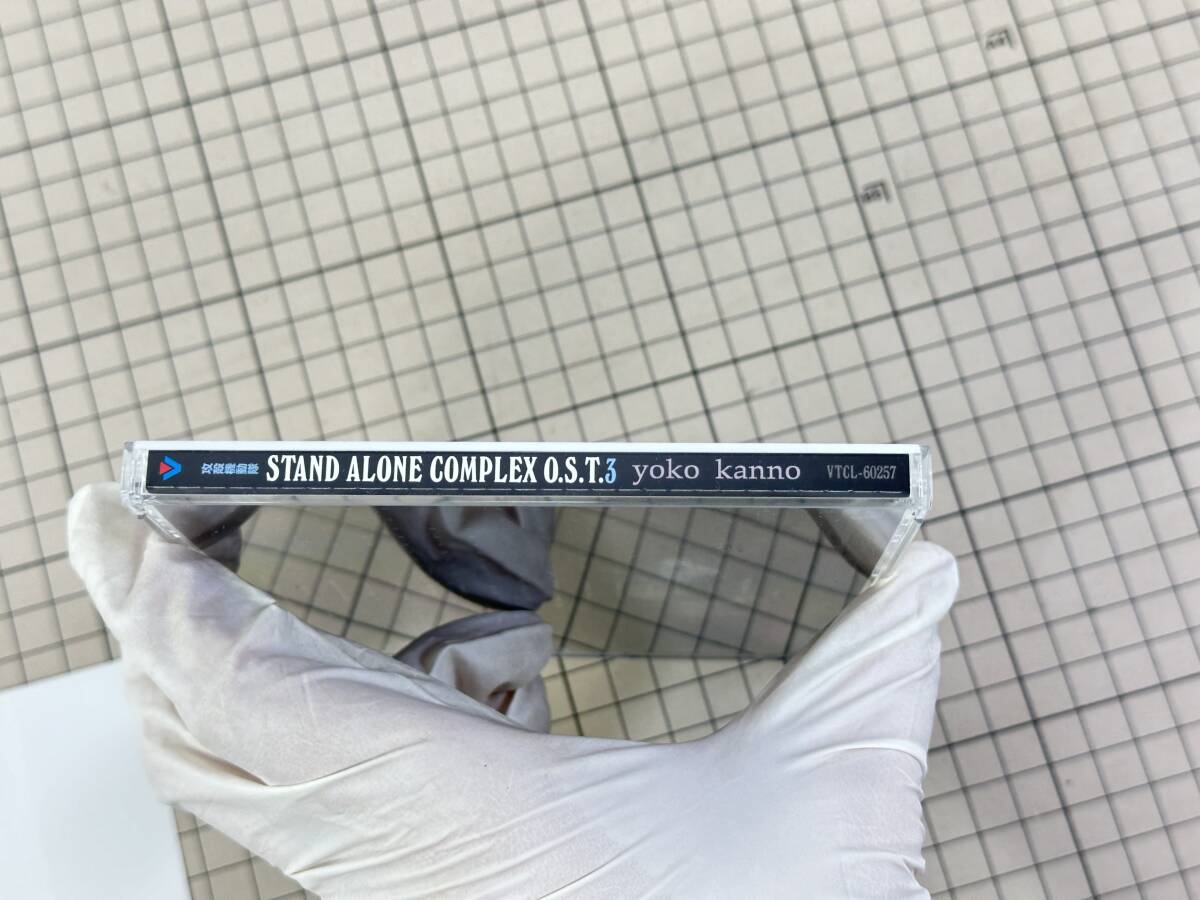 攻殻機動隊 STAND ALONE COMPLEX O.S.T.3 yoko kanno VTCL-60257